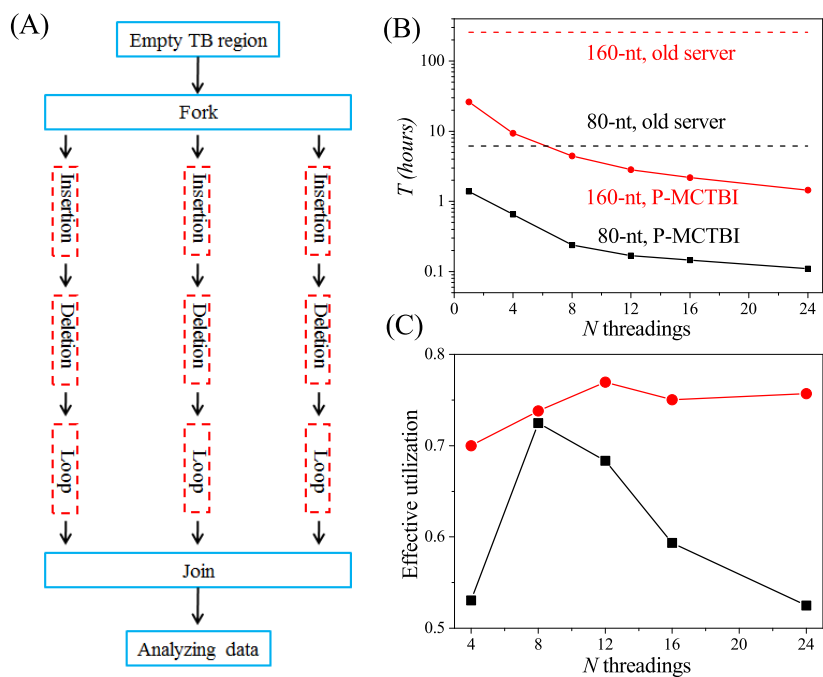 (A)
Empty TB region
Fork
Insertion
Insertion
Insertion
Deletion
Deletion
Deletion
Loop
Loop
Loop
Join
Analyzing data
(B)
T (hours)
100
10
1
0.1
160-nt, old server
80-nt, old server
160-nt, P-MCTBI
80-nt, P-MCTBI
0 4 8 12 16 20 24
N threadings
(C)
Effective utilization
0.8
0.7
0.6
0.5
4 8 12 16 20 24
N threadings